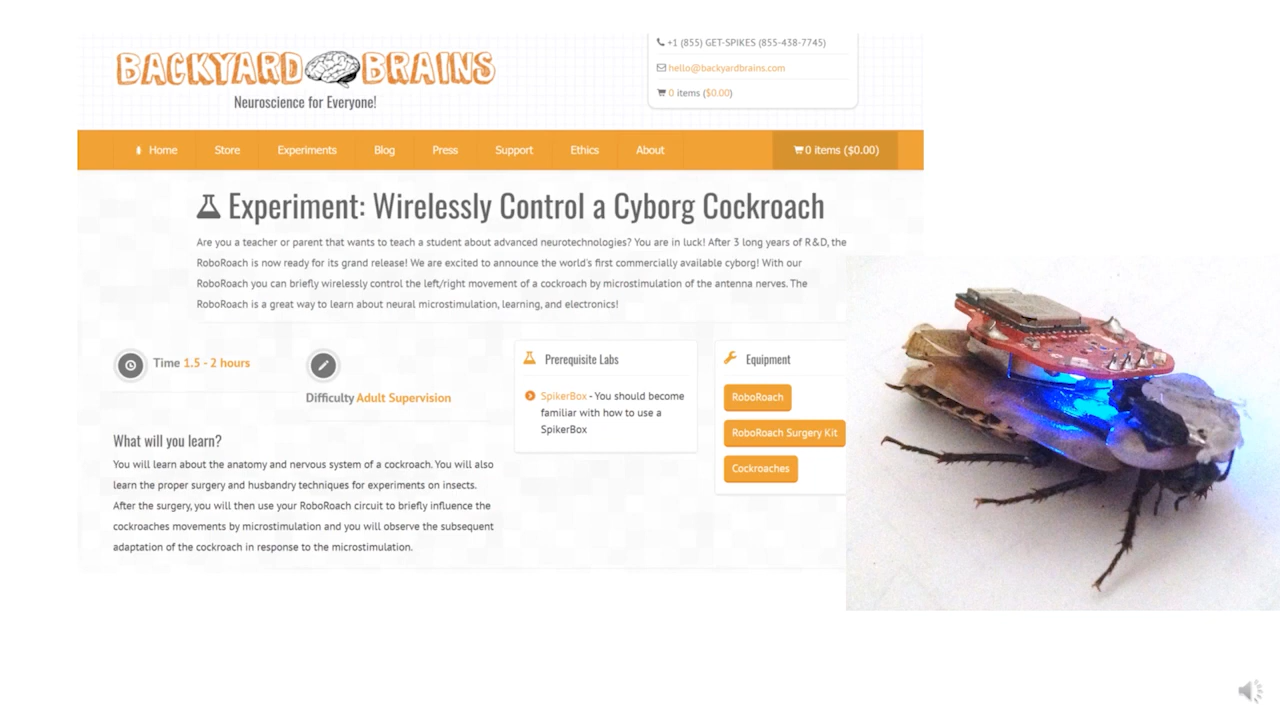 BACKYARD BRAINS
Neuroscience for Everyone!
+1 (855) GET-SPIKES (855-438-7745)
hello@backyardbrains.com
0 items ($0.00)
Home Store Experiments Blog Press Support Ethics About 0 items ($0.00)
Experiment: Wirelessly Control a Cyborg Cockroach
Are you a teacher or parent that wants to teach a student about advanced neurotechnologies? You are in luck! After 3 long years of R&D, the
RoboRoach is now ready for its grand release! We are excited to announce the world's first commercially available cyborg! With our
RoboRoach you can briefly wirelessly control the left/right movement of a cockroach by microstimulation of the antenna nerves. The
RoboRoach is a great way to learn about neural microstimulation, learning, and electronics!
Time 1.5 - 2 hours
Difficulty Adult Supervision
What will you learn?
You will learn about the anatomy and nervous system of a cockroach. You will also
learn the proper surgery and husbandry techniques for experiments on insects.
After the surgery, you will then use your RoboRoach circuit to briefly influence the
cockroaches movements by microstimulation and you will observe the subsequent
adaptation of the cockroach in response to the microstimulation.
Prerequisite Labs
SpikerBox - You should become
familiar with how to use a
SpikerBox
Equipment
RoboRoach
RoboRoach Surgery Kit
Cockroaches